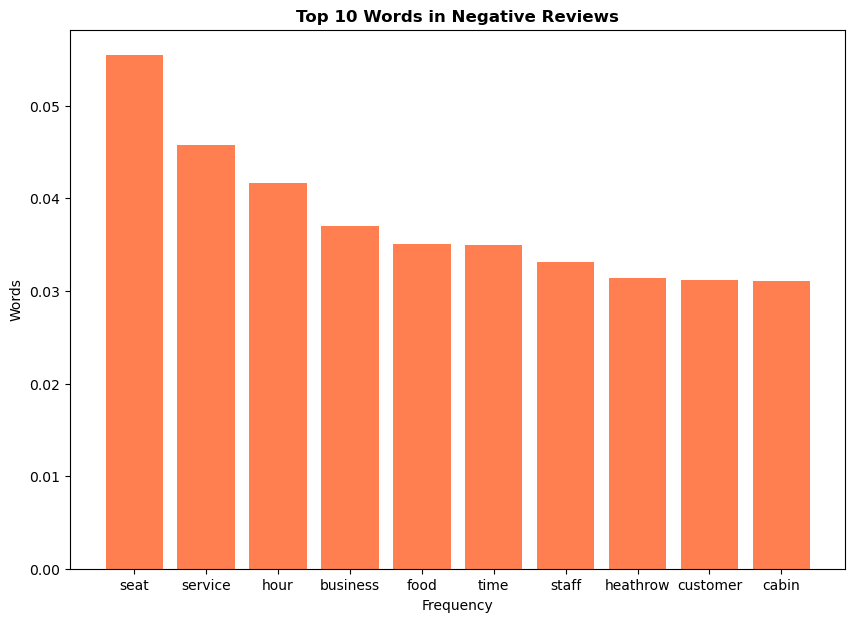 Top 10 Words in Negative Reviews
Words
0.05
0.04
0.03
0.02
0.01
0.00
seat service hour business food time staff heathrow customer cabin
Frequency